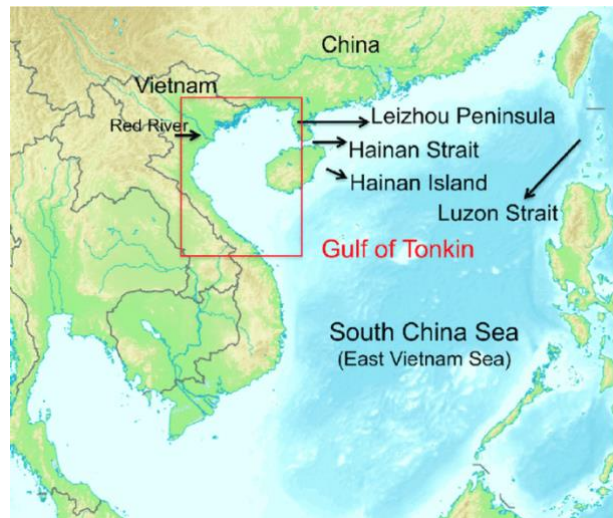 China
Vietnam
Red River
Leizhou Peninsula
Hainan Strait
Hainan Island
Luzon Strait
Gulf of Tonkin
South China Sea
(East Vietnam Sea)